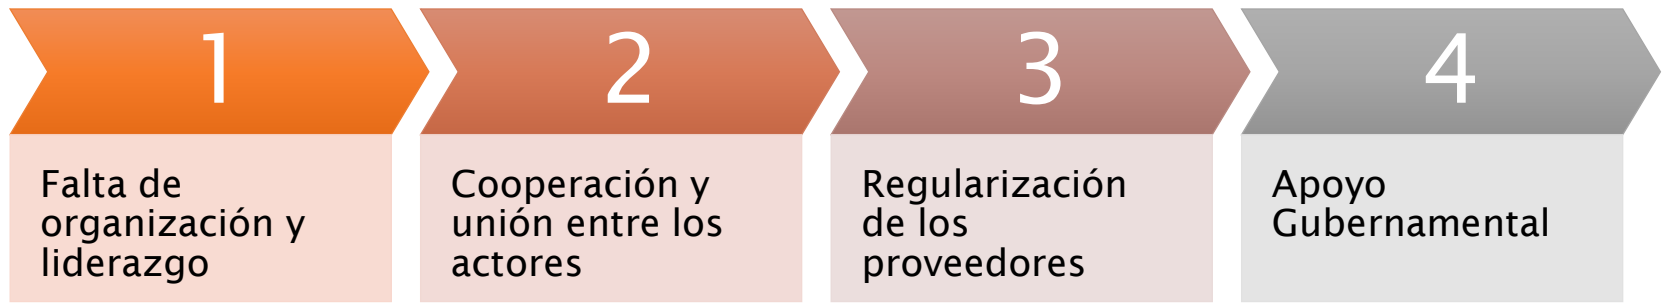 1
Falta de
organización y
liderazgo
2
Cooperación y
unión entre los
actores
3
Regularización
de los
proveedores
4
Apoyo
Gubernamental